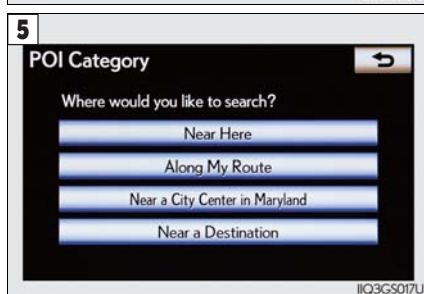 5
POI Category
Where would you like to search?
Near Here
Along My Route
Near a City Center in Maryland
Near a Destination
IIQ3GS017U